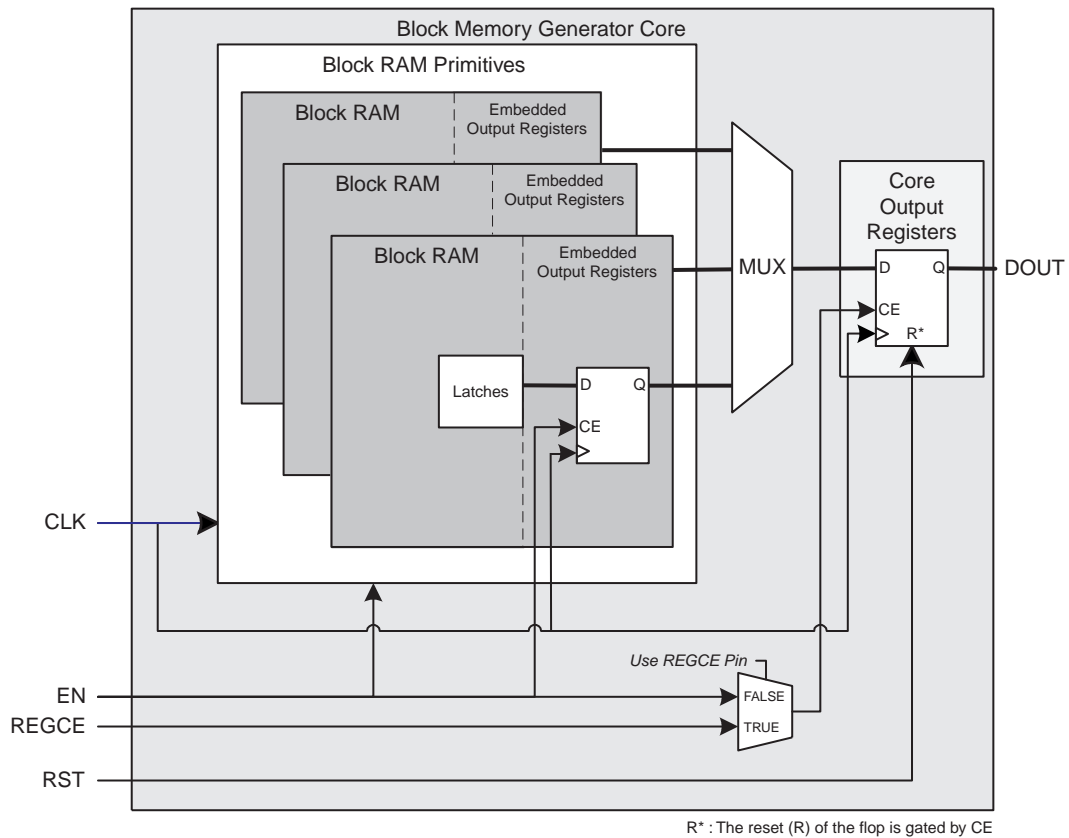 Block Memory Generator Core
Block RAM Primitives
Block RAM
Embedded
Output Registers
Block RAM
Embedded
Output Registers
Block RAM
Embedded
Output Registers
MUX
Core
Output
Registers
D
Q
CE
R*
DOUT
Latches
D
Q
CE
CLK
Use REGCE Pin
EN
FALSE
REGCE
TRUE
RST
R* : The reset (R) of the flop is gated by CE